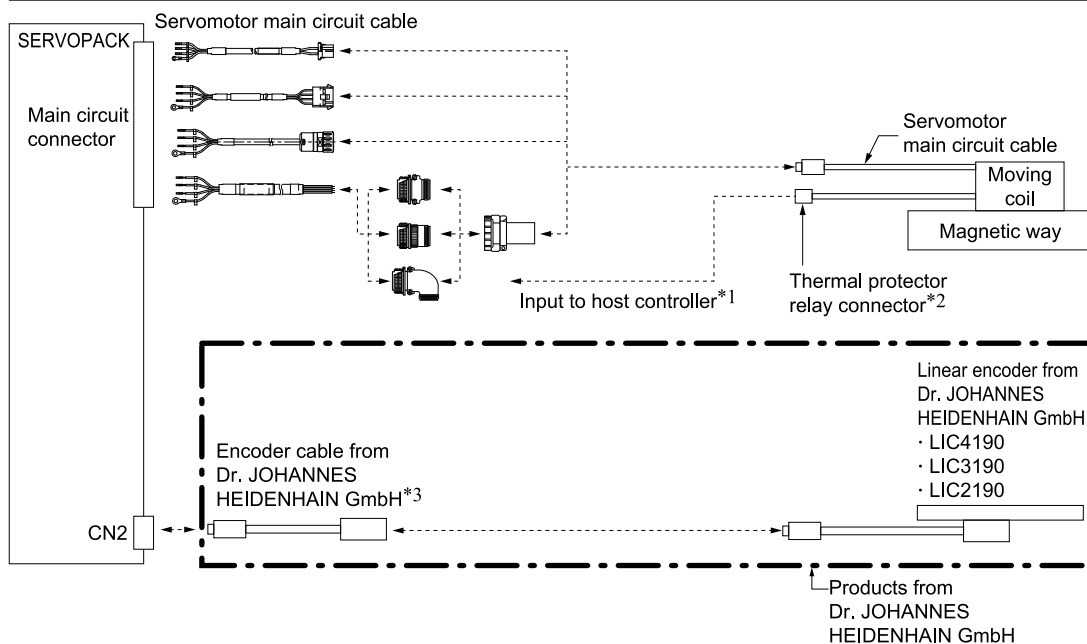 Servomotor main circuit cable
SERVOPACK
Main circuit
connector
Servomotor
main circuit cable
Moving
coil
Magnetic way
Thermal protector
relay connector*2
Input to host controller*1
Linear encoder from
Dr. JOHANNES
HEIDENHAIN GmbH
· LIC4190
· LIC3190
· LIC2190
Encoder cable from
Dr. JOHANNES
HEIDENHAIN GmbH*3
CN2
Products from
Dr. JOHANNES
HEIDENHAIN GmbH